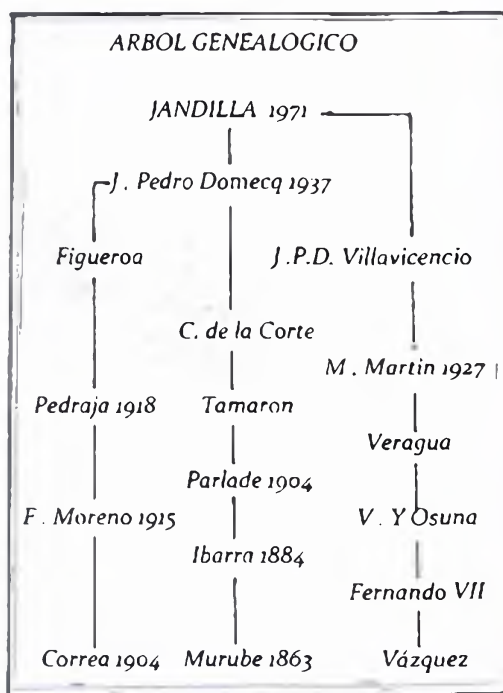 ARBOL GENEALOGICO
JANDILLA 1971
J. Pedro Domecq 1937
Figueroa
J.P.D. Villavicencio
C. de la Corte
M. Martin 1927
Pedraja 1918
Tamaron
Veragua
Parlade 1904
F. Moreno 1915
V. Y Osuna
Ibarra 1884
Fernando VII
Correa 1904
Murube 1863
Vázquez